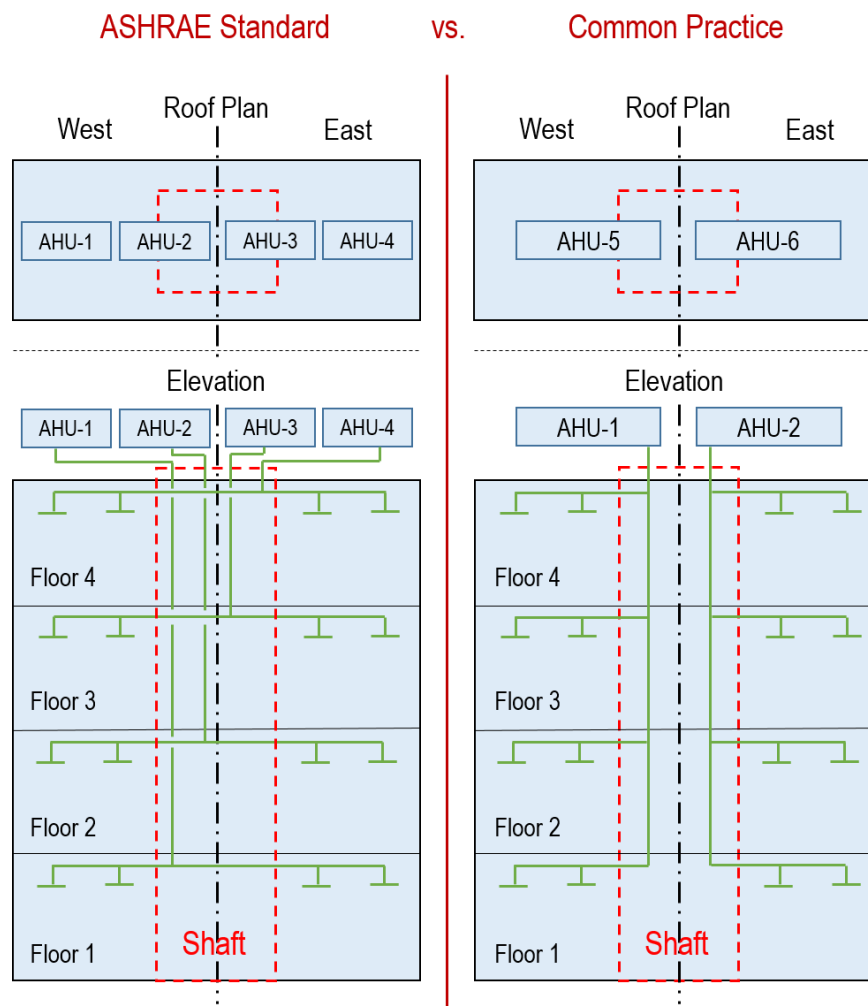 ASHRAE Standard vs. Common Practice
Roof Plan
West East
AHU-1 AHU-2 AHU-3 AHU-4
Elevation
AHU-1 AHU-2 AHU-3 AHU-4
Floor 4
Floor 3
Floor 2
Floor 1
Shaft
Roof Plan
West East
AHU-5 AHU-6
Elevation
AHU-1 AHU-2
Floor 4
Floor 3
Floor 2
Floor 1
Shaft